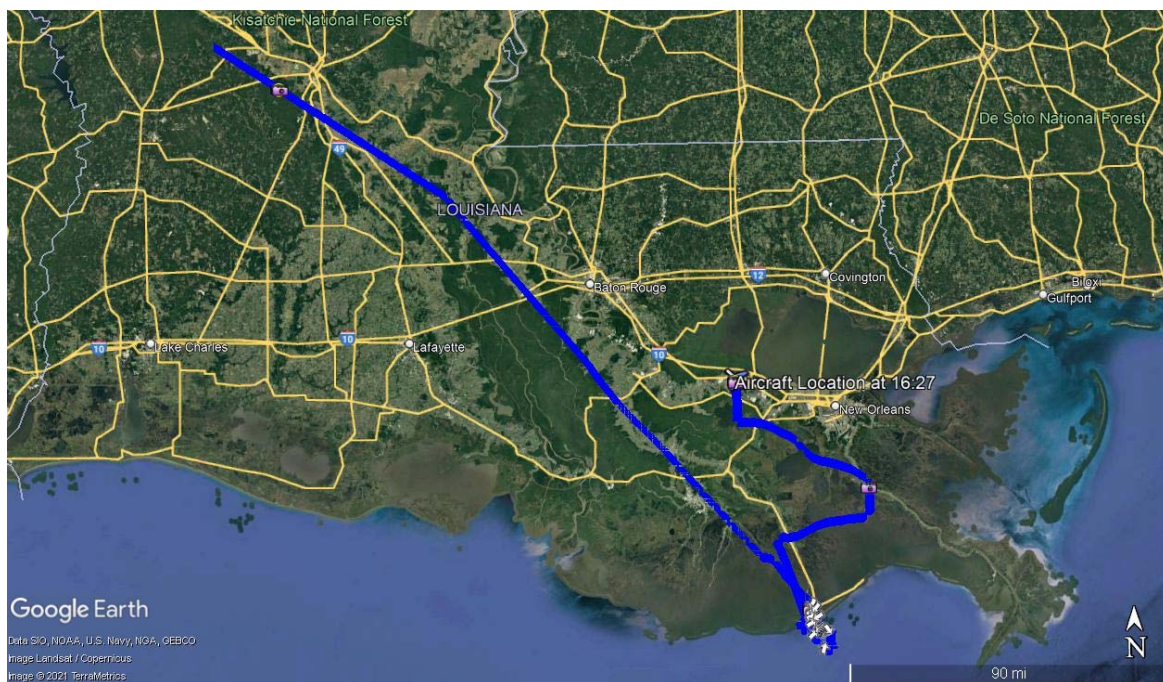 Kisatchie National Forest
De Soto National Forest
49
LOUISIANA
12
Covington
Baton Rouge
Biloxi
Gulfport
10
Lake Charles
10
Lafayette
10
Aircraft Location at 16:27
New Orleans
Google Earth
Data SIO, NOAA, U.S. Navy, NGA, GEBCO
Image Landsat / Copernicus
Image © 2021 TerraMetrics
N
90 mi